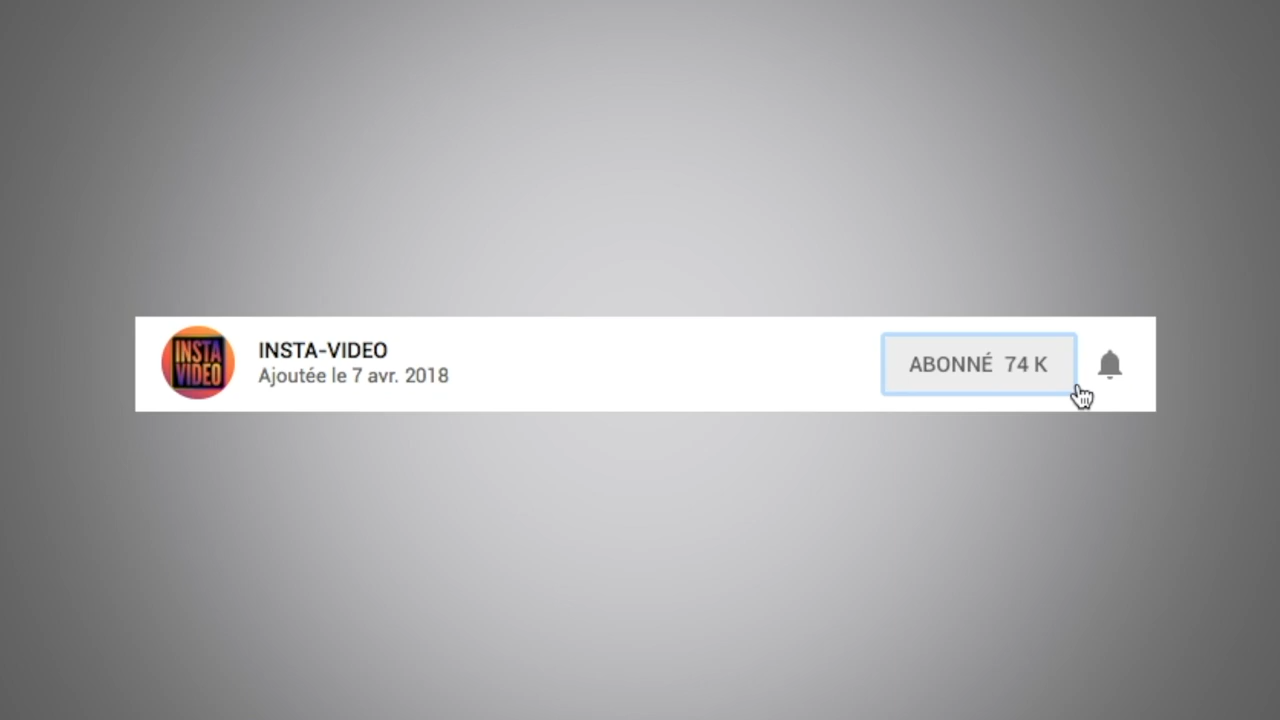 INSTA
VIDEO
INSTA-VIDEO
Ajoutée le 7 avr. 2018
ABONNÉ 74 K